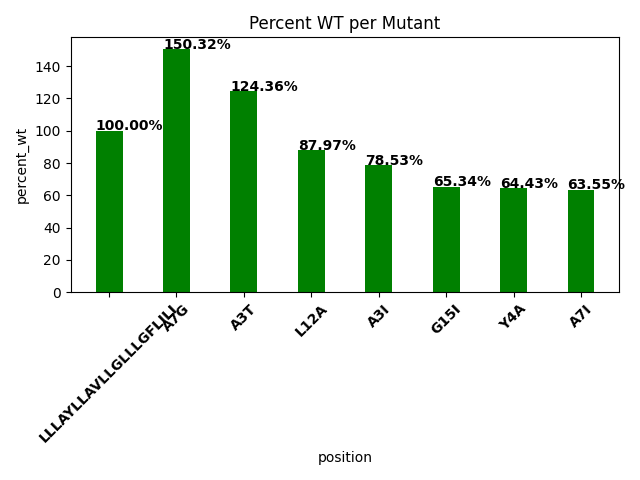 Percent WT per Mutant
percent_wt
140
120
100
80
60
40
20
0
100.00%
150.32%
124.36%
87.97%
78.53%
65.34%
64.43%
63.55%
LLLAYLLAVLLGLLLGFLILL
A7G
A3T
L12A
A3I
G15I
Y4A
A7I
position